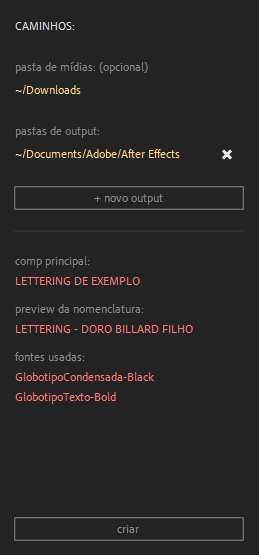 CAMINHOS:
pasta de mídias: (opcional)
~/Downloads
pastas de output:
~/Documents/Adobe/After Effects
+ novo output
comp principal:
LETTERING DE EXEMPLO
preview da nomenclatura:
LETTERING - DORO BILLARD FILHO
fontes usadas:
GlobotipoCondensada-Black
GlobotipoTexto-Bold
criar